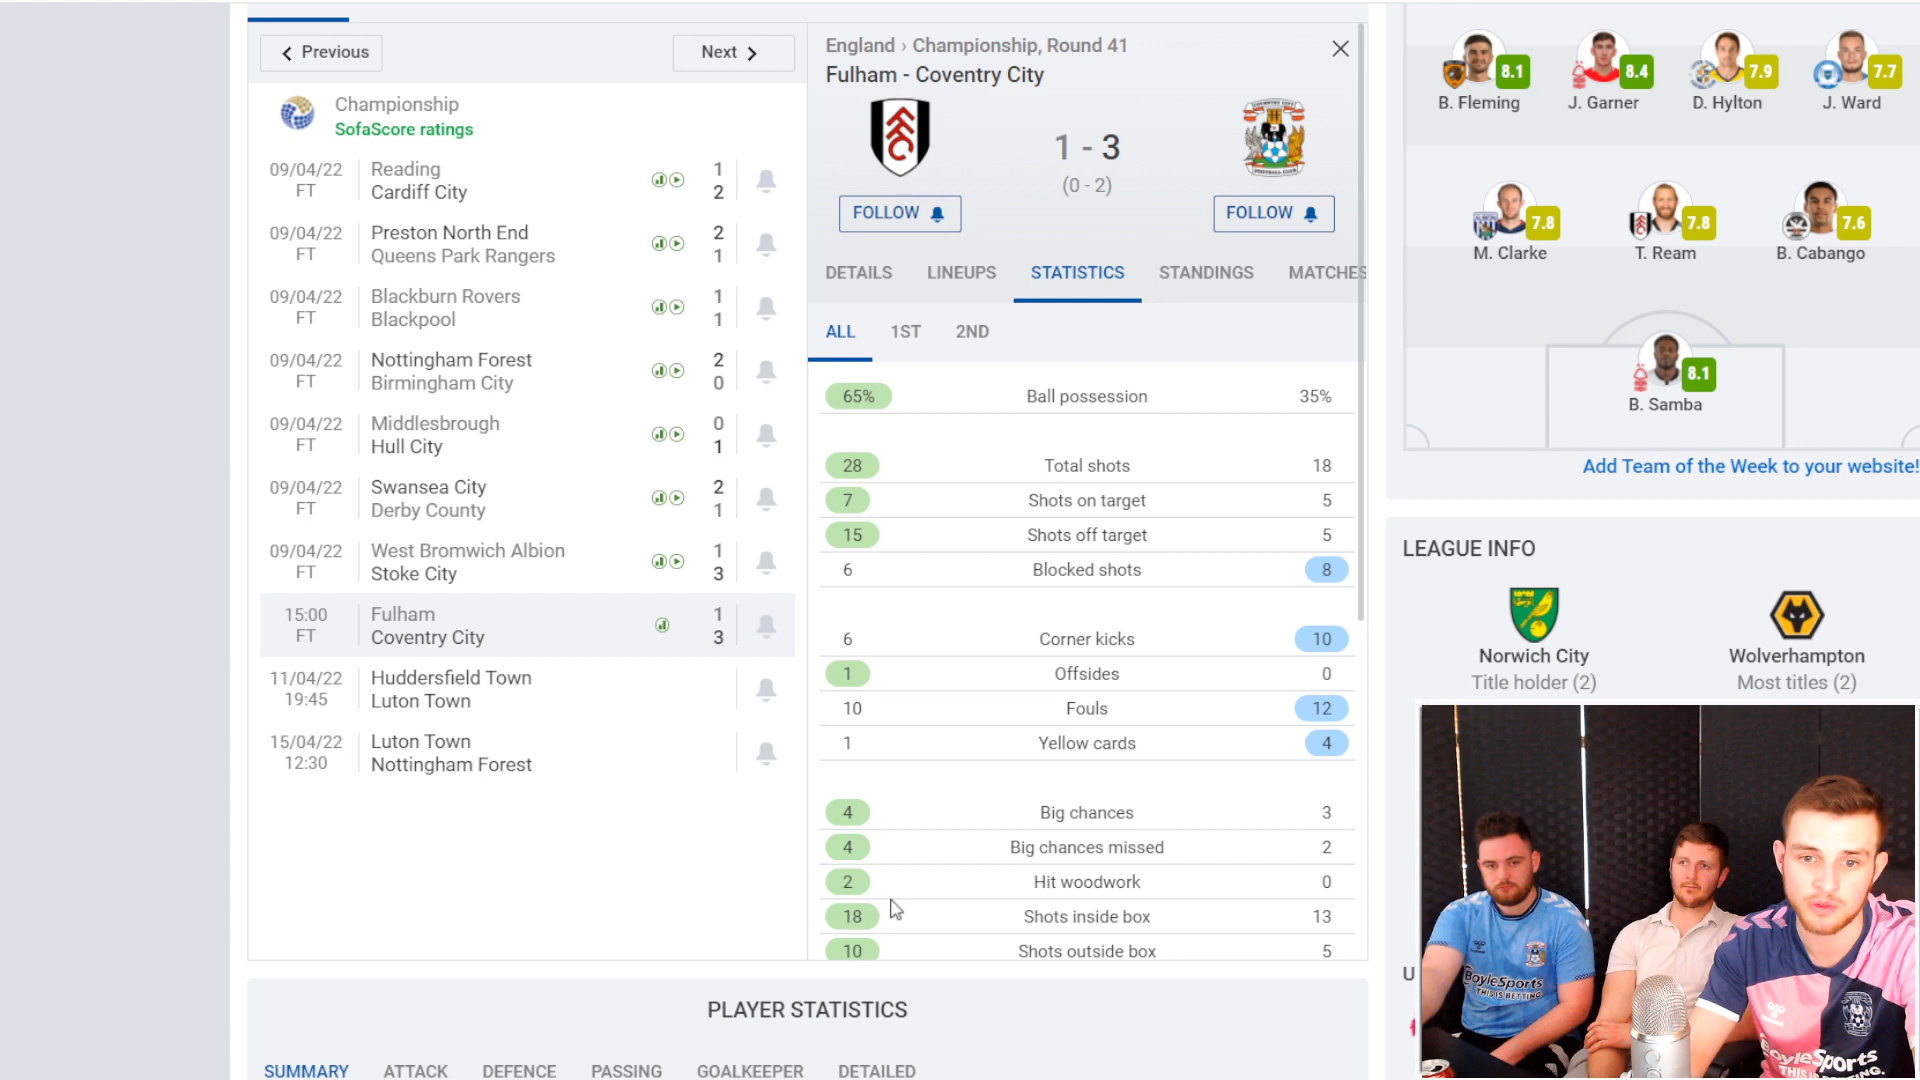 Previous
Next
Championship
SofaScore ratings
09/04/22 Reading 1
FT Cardiff City 2
09/04/22 Preston North End 2
FT Queens Park Rangers 1
09/04/22 Blackburn Rovers 1
FT Blackpool 1
09/04/22 Nottingham Forest 2
FT Birmingham City 0
09/04/22 Middlesbrough 0
FT Hull City 1
09/04/22 Swansea City 2
FT Derby County 1
09/04/22 West Bromwich Albion 1
FT Stoke City 3
15:00 Fulham 1
FT Coventry City 3
11/04/22 Huddersfield Town
19:45 Luton Town
15/04/22 Luton Town
12:30 Nottingham Forest
England › Championship, Round 41
Fulham - Coventry City
1 - 3
(0 - 2)
FOLLOW FOLLOW
DETAILS LINEUPS STATISTICS STANDINGS MATCHES
ALL 1ST 2ND
65% Ball possession 35%
28 Total shots 18
7 Shots on target 5
15 Shots off target 5
6 Blocked shots 8
6 Corner kicks 10
1 Offsides 0
10 Fouls 12
1 Yellow cards 4
4 Big chances 3
4 Big chances missed 2
2 Hit woodwork 0
18 Shots inside box 13
10 Shots outside box 5
PLAYER STATISTICS
SUMMARY ATTACK DEFENCE PASSING GOALKEEPER DETAILED
8.1 8.4 7.9 7.7
B. Fleming J. Garner D. Hylton J. Ward
7.8 7.8 7.6
M. Clarke T. Ream B. Cabango
8.1
B. Samba
Add Team of the Week to your website!
LEAGUE INFO
Norwich City Wolverhampton
Title holder (2) Most titles (2)
U
BoyleSports
THIS IS BETTING
BoyleSports